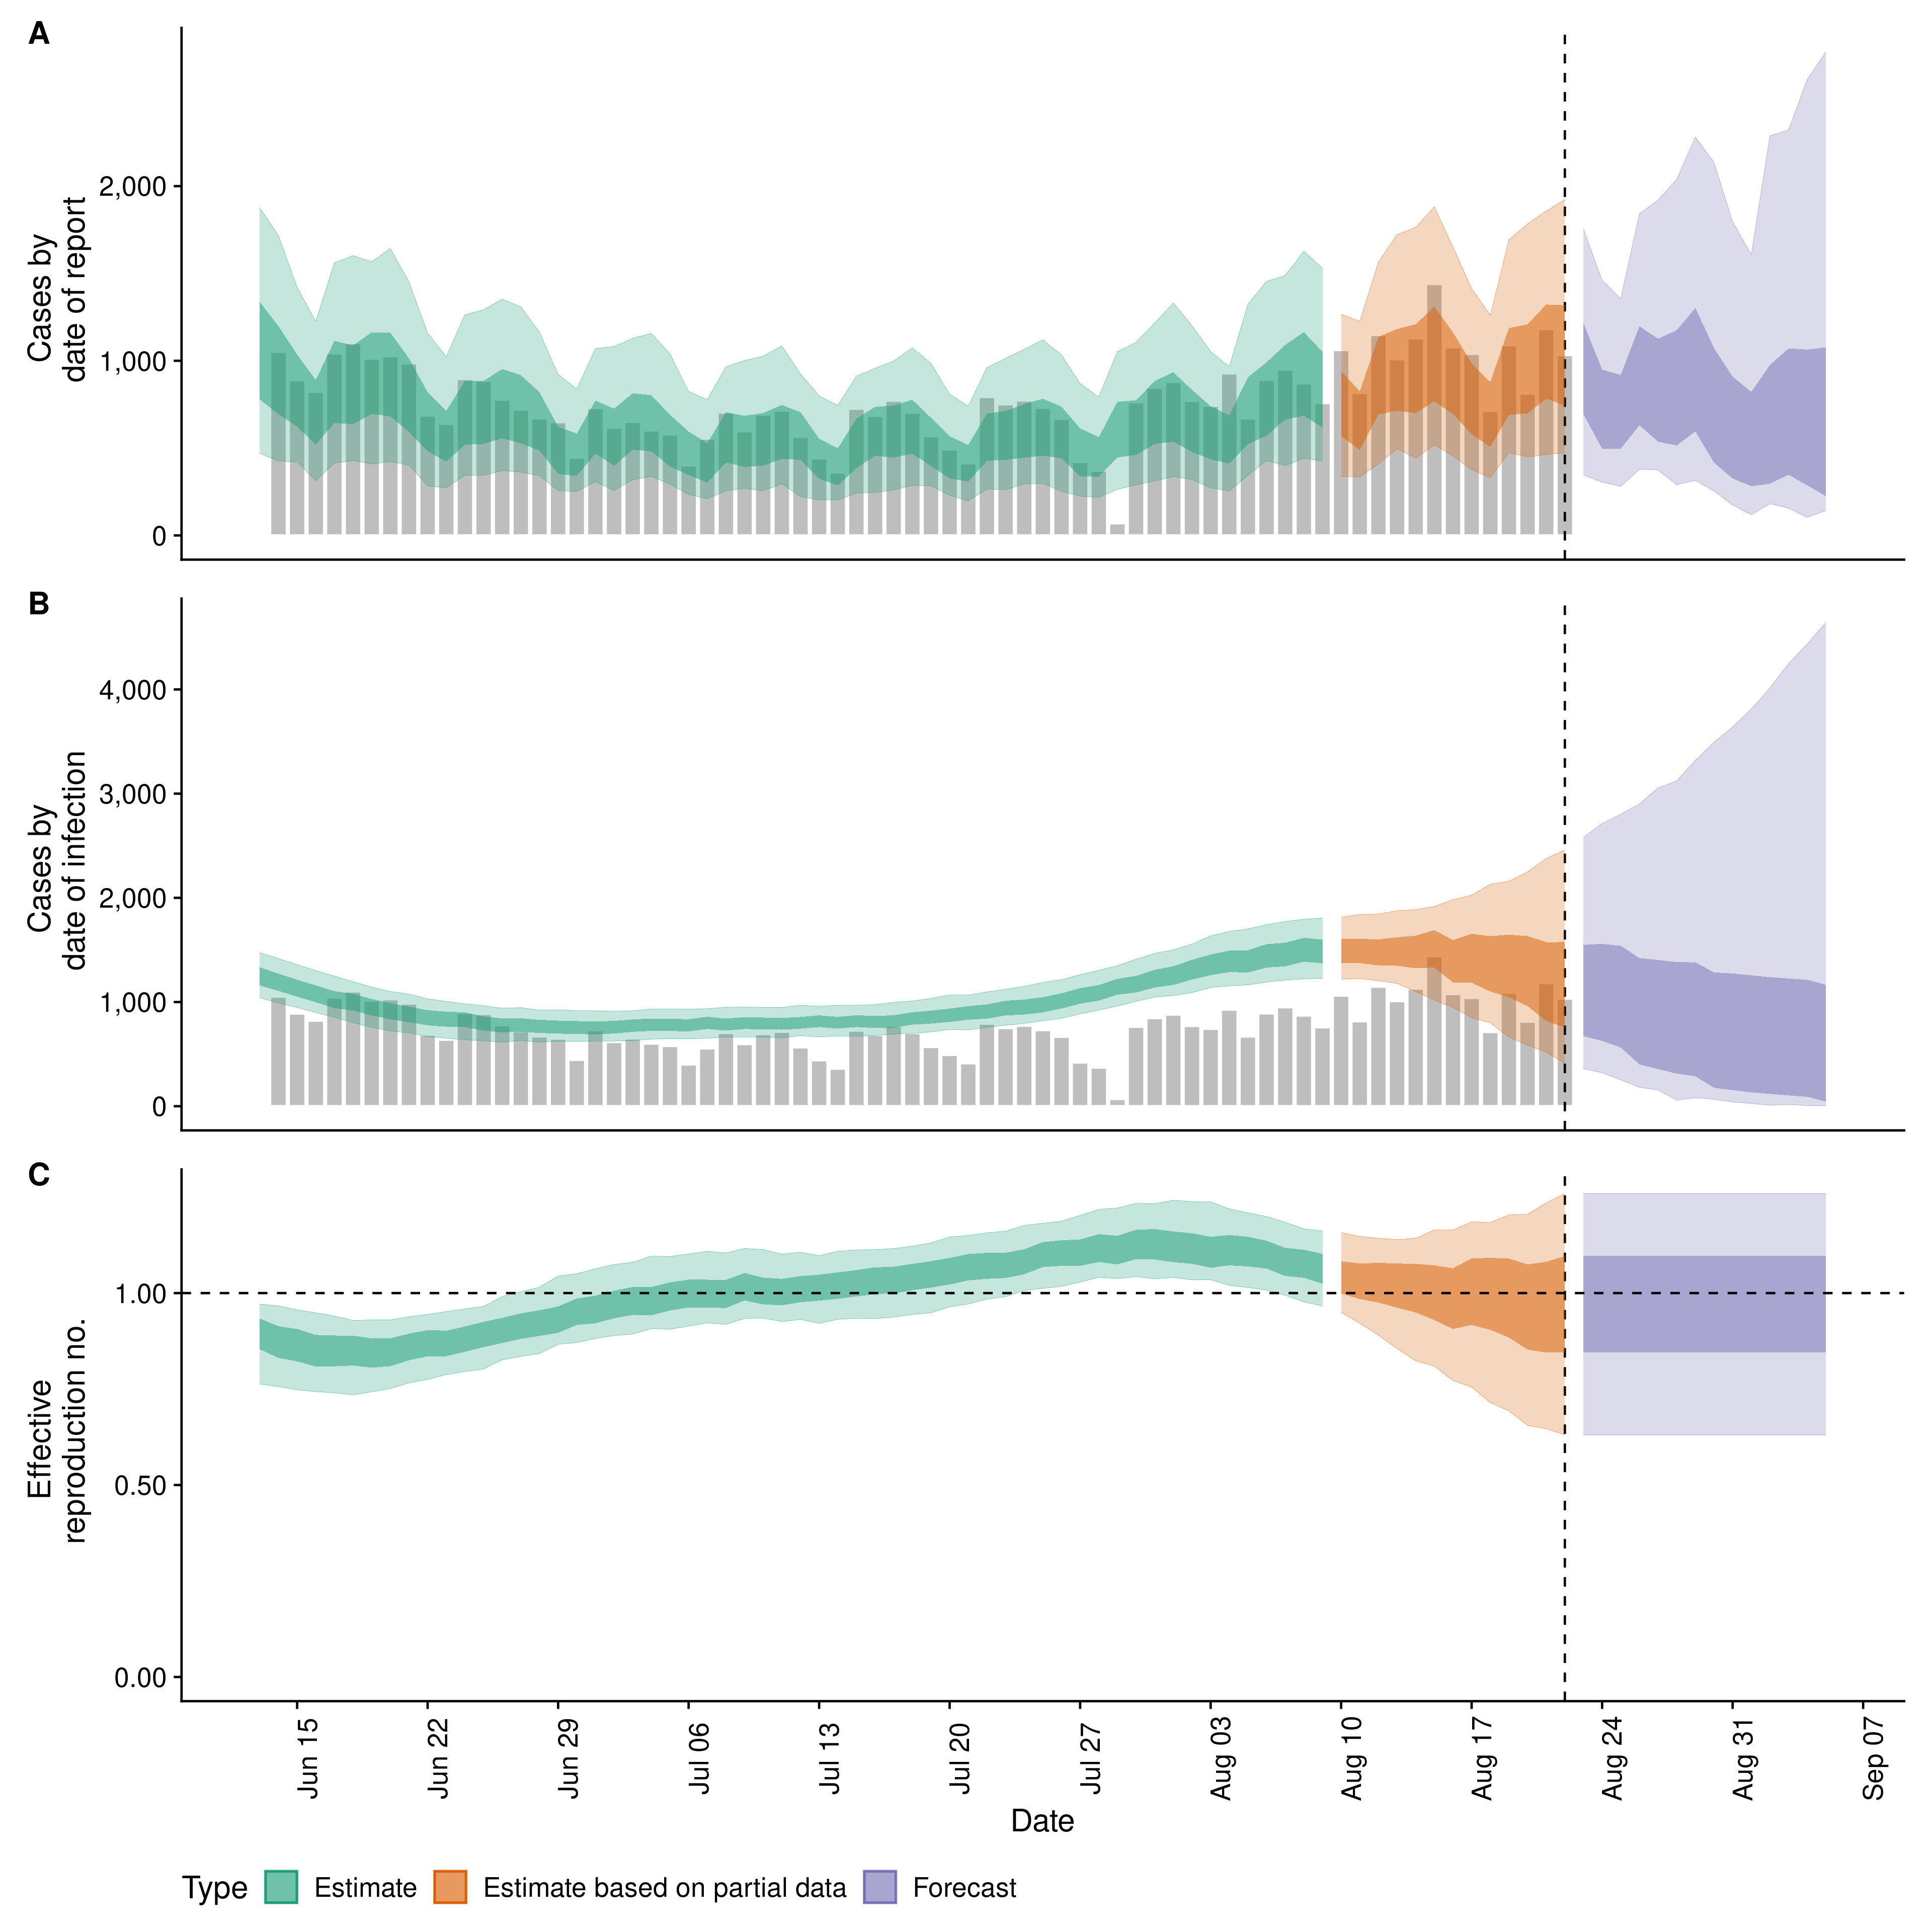 A
Cases by
date of report
2,000
1,000
0
B
Cases by
date of infection
4,000
3,000
2,000
1,000
0
C
Effective
reproduction no.
1.00
0.50
0.00
Jun 15
Jun 22
Jun 29
Jul 06
Jul 13
Jul 20
Jul 27
Aug 03
Aug 10
Aug 17
Aug 24
Aug 31
Sep 07
Date
Type Estimate Estimate based on partial data Forecast